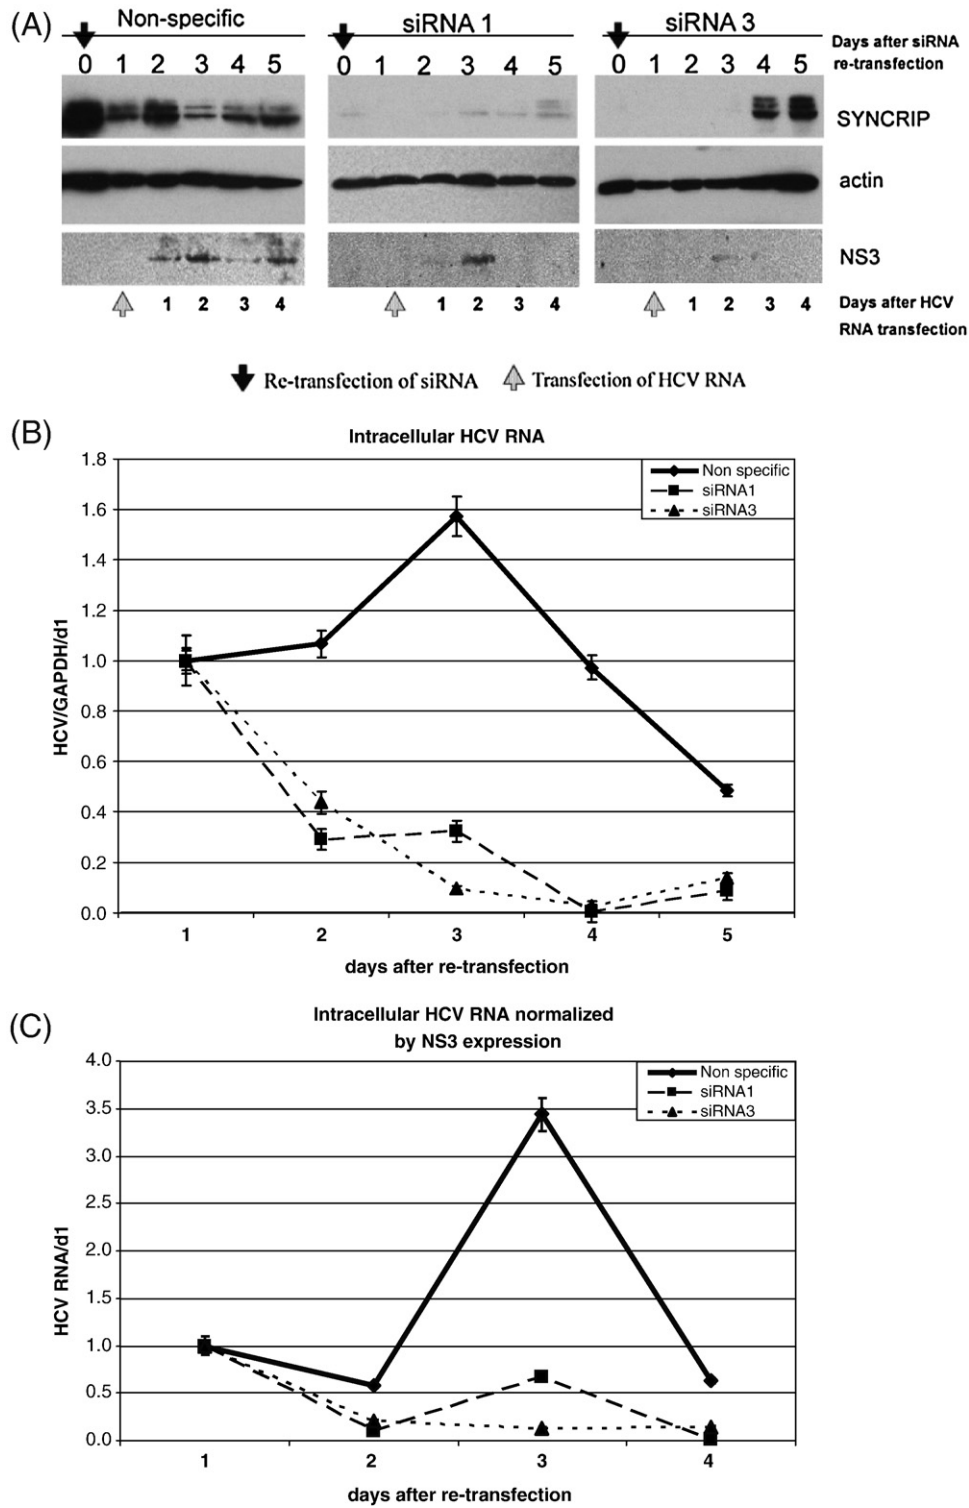 (A)
Non-specific
siRNA 1
siRNA 3
0 1 2 3 4 5
0 1 2 3 4 5
0 1 2 3 4 5
Days after siRNA
re-transfection
SYNCRIP
actin
NS3
1 2 3 4
1 2 3 4
1 2 3 4
Days after HCV
RNA transfection
Re-transfection of siRNA
Transfection of HCV RNA
(B)
Intracellular HCV RNA
Non specific
siRNA1
siRNA3
HCV/GAPDH/d1
1.8
1.6
1.4
1.2
1.0
0.8
0.6
0.4
0.2
0.0
1 2 3 4 5
days after re-transfection
(C)
Intracellular HCV RNA normalized
by NS3 expression
Non specific
siRNA1
siRNA3
HCV RNA/d1
4.0
3.5
3.0
2.5
2.0
1.5
1.0
0.5
0.0
1 2 3 4
days after re-transfection